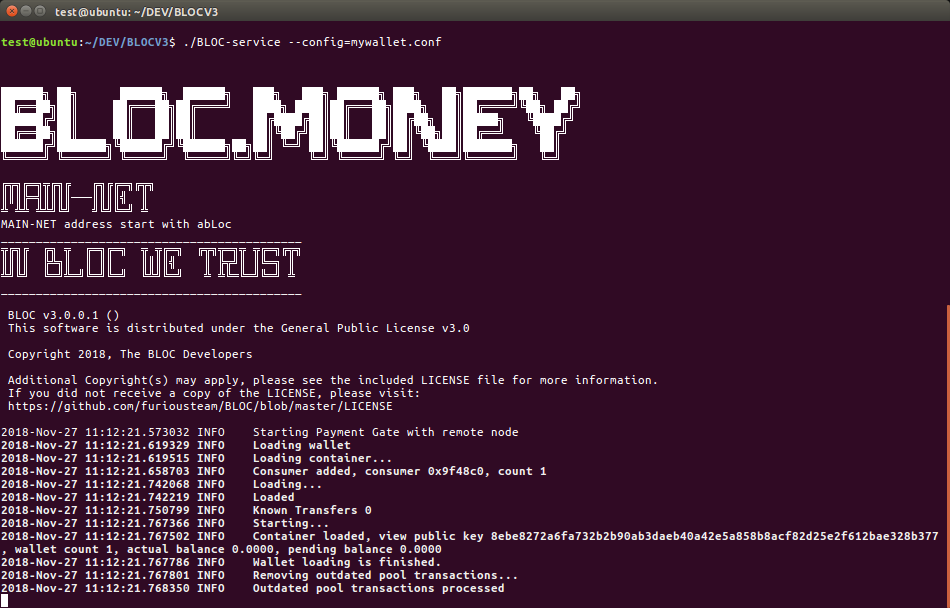 test@ubuntu: ~/DEV/BLOCV3
test@ubuntu:~/DEV/BLOCV3$ ./BLOC-service --config=mywallet.conf
BLOC.MONEY
MAIN-NET
MAIN-NET address start with abLoc
IN BLOC WE TRUST
BLOC v3.0.0.1 ()
This software is distributed under the General Public License v3.0
Copyright 2018, The BLOC Developers
Additional Copyright(s) may apply, please see the included LICENSE file for more information.
If you did not receive a copy of the LICENSE, please visit:
https://github.com/furiousteam/BLOC/blob/master/LICENSE
2018-Nov-27 11:12:21.573032 INFO    Starting Payment Gate with remote node
2018-Nov-27 11:12:21.619329 INFO    Loading wallet
2018-Nov-27 11:12:21.619515 INFO    Loading container...
2018-Nov-27 11:12:21.658703 INFO    Consumer added, consumer 0x9f48c0, count 1
2018-Nov-27 11:12:21.742068 INFO    Loading...
2018-Nov-27 11:12:21.742219 INFO    Loaded
2018-Nov-27 11:12:21.750799 INFO    Known Transfers 0
2018-Nov-27 11:12:21.767366 INFO    Starting...
2018-Nov-27 11:12:21.767502 INFO    Container loaded, view public key 8ebe8272a6fa732b2b90ab3daeb40a42e5a858b8acf82d25e2f612bae328b377
, wallet count 1, actual balance 0.0000, pending balance 0.0000
2018-Nov-27 11:12:21.767786 INFO    Wallet loading is finished.
2018-Nov-27 11:12:21.767801 INFO    Removing outdated pool transactions...
2018-Nov-27 11:12:21.768350 INFO    Outdated pool transactions processed